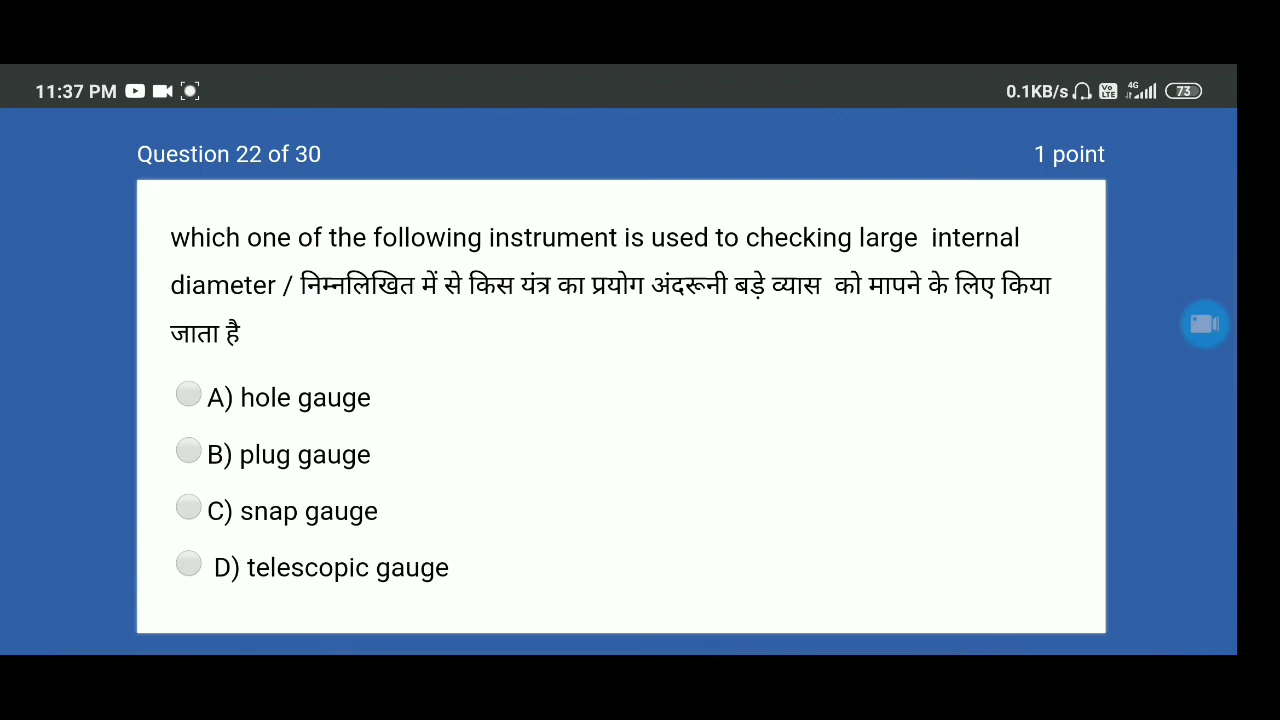 11:37 PM
0.1KB/s Vo LTE 4G 73
Question 22 of 30
1 point
which one of the following instrument is used to checking large internal
diameter / निम्नलिखित में से किस यंत्र का प्रयोग अंदरूनी बड़े व्यास को मापने के लिए किया
जाता है
A) hole gauge
B) plug gauge
C) snap gauge
D) telescopic gauge